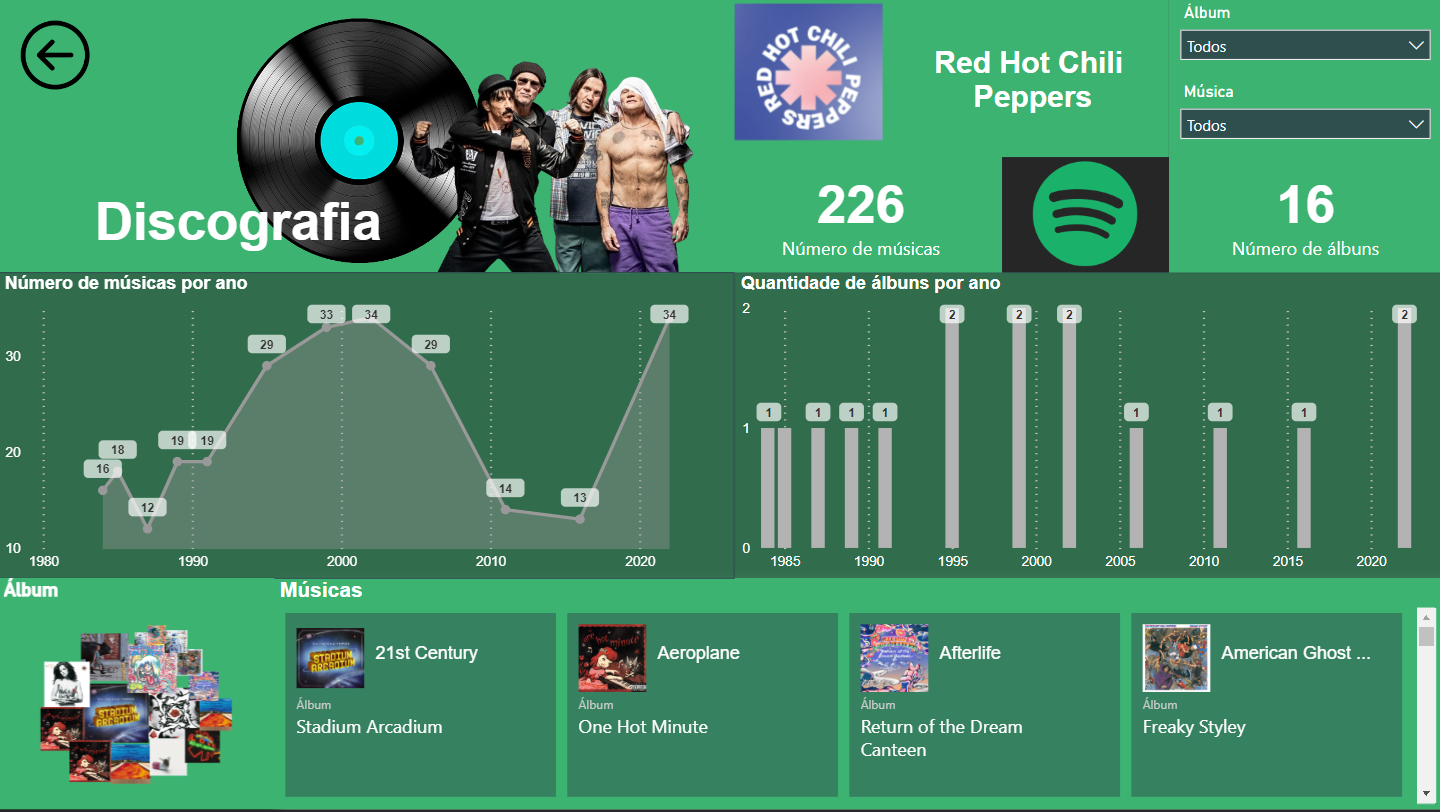 Discografia
RED HOT CHILI PEPPERS
Red Hot Chili
Peppers
Álbum
Todos
Música
Todos
226
Número de músicas
16
Número de álbuns
Número de músicas por ano
30
20
10
16
18
12
19
19
29
33
34
29
14
13
34
1980
1990
2000
2010
2020
Quantidade de álbuns por ano
2
1
0
1
1
1
1
2
2
2
1
1
1
2
1985
1990
1995
2000
2005
2010
2015
2020
Álbum
Músicas
STADIUM
ARCADIUM
21st Century
Álbum
Stadium Arcadium
one hot minute
Aeroplane
Álbum
One Hot Minute
Afterlife
Álbum
Return of the Dream
Canteen
American Ghost ...
Álbum
Freaky Styley